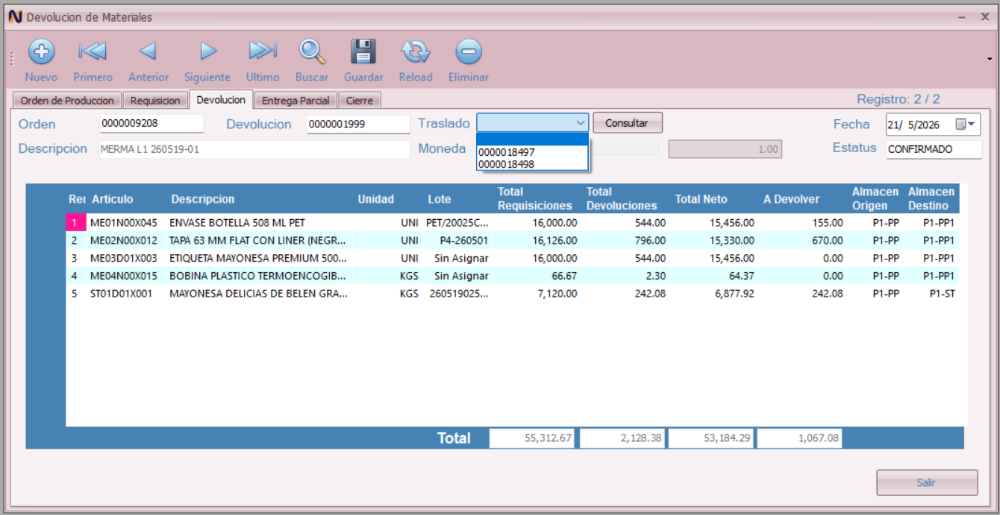 Devolucion de Materiales
Nuevo Primero Anterior Siguiente Ultimo Buscar Guardar Reload Eliminar
Orden de Produccion Requisicion Devolucion Entrega Parcial Cierre Registro: 2 / 2
Orden 0000009208 Devolucion 0000001999 Traslado Consultar Fecha 21/ 5/2026
Descripcion MERMA L1 260519-01 Moneda 1.00 Estatus CONFIRMADO
0000018497
0000018498
Rer Articulo Descripcion Unidad Lote Total Requisiciones Total Devoluciones Total Neto A Devolver Almacen Origen Almacen Destino
1 ME01N00X045 ENVASE BOTELLA 508 ML PET UNI PET/20025C... 16,000.00 544.00 15,456.00 155.00 P1-PP P1-PP1
2 ME02N00X012 TAPA 63 MM FLAT CON LINER (NEGR... UNI P4-260501 16,126.00 796.00 15,330.00 670.00 P1-PP P1-PP1
3 ME03D01X003 ETIQUETA MAYONESA PREMIUM 500... UNI Sin Asignar 16,000.00 544.00 15,456.00 0.00 P1-PP P1-PP1
4 ME04N00X015 BOBINA PLASTICO TERMOENCOGIB... KGS Sin Asignar 66.67 2.30 64.37 0.00 P1-PP P1-PP1
5 ST01D01X001 MAYONESA DELICIAS DE BELEN GRA... KGS 260519025... 7,120.00 242.08 6,877.92 242.08 P1-PP P1-ST
Total 55,312.67 2,128.38 53,184.29 1,067.08
Salir